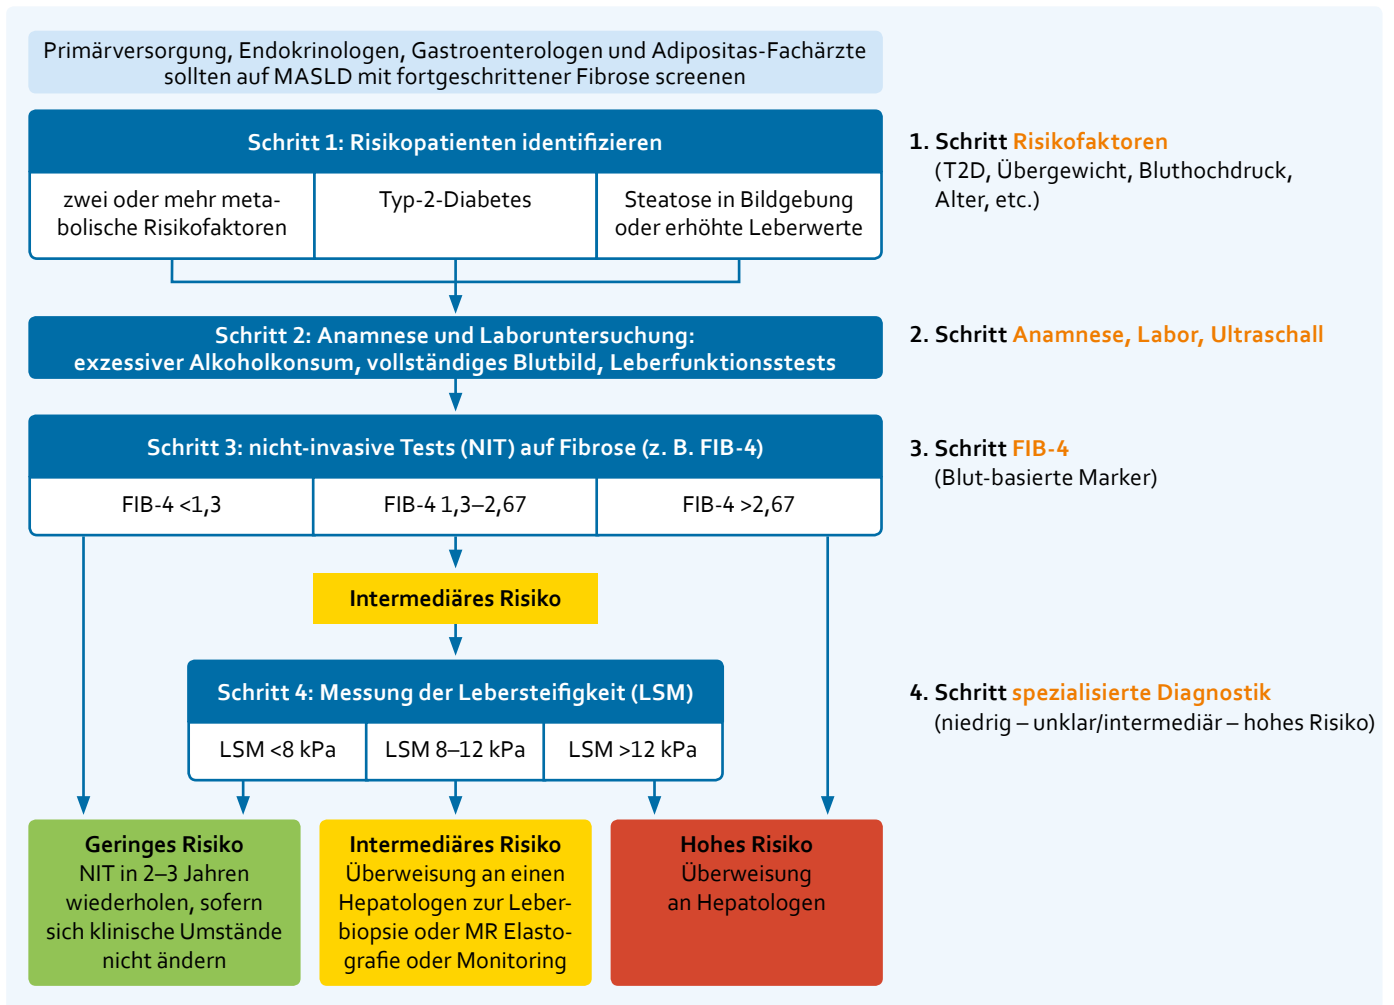 Primärversorgung, Endokrinologen, Gastroenterologen und Adipositas-Fachärzte
sollten auf MASLD mit fortgeschrittener Fibrose screenen
Schritt 1: Risikopatienten identifizieren
zwei oder mehr meta-
bolische Risikofaktoren
Typ-2-Diabetes
Steatose in Bildgebung
oder erhöhte Leberwerte
1. Schritt Risikofaktoren
(T2D, Übergewicht, Bluthochdruck,
Alter, etc.)
Schritt 2: Anamnese und Laboruntersuchung:
exzessiver Alkoholkonsum, vollständiges Blutbild, Leberfunktionsstests
2. Schritt Anamnese, Labor, Ultraschall
Schritt 3: nicht-invasive Tests (NIT) auf Fibrose (z. B. FIB-4)
FIB-4 <1,3
FIB-4 1,3–2,67
FIB-4 >2,67
3. Schritt FIB-4
(Blut-basierte Marker)
Intermediäres Risiko
Schritt 4: Messung der Lebersteifigkeit (LSM)
LSM <8 kPa
LSM 8–12 kPa
LSM >12 kPa
4. Schritt spezialisierte Diagnostik
(niedrig – unklar/intermediär – hohes Risiko)
Geringes Risiko
NIT in 2–3 Jahren
wiederholen, sofern
sich klinische Umstände
nicht ändern
Intermediäres Risiko
Überweisung an einen
Hepatologen zur Leber-
biopsie oder MR Elasto-
grafie oder Monitoring
Hohes Risiko
Überweisung
an Hepatologen